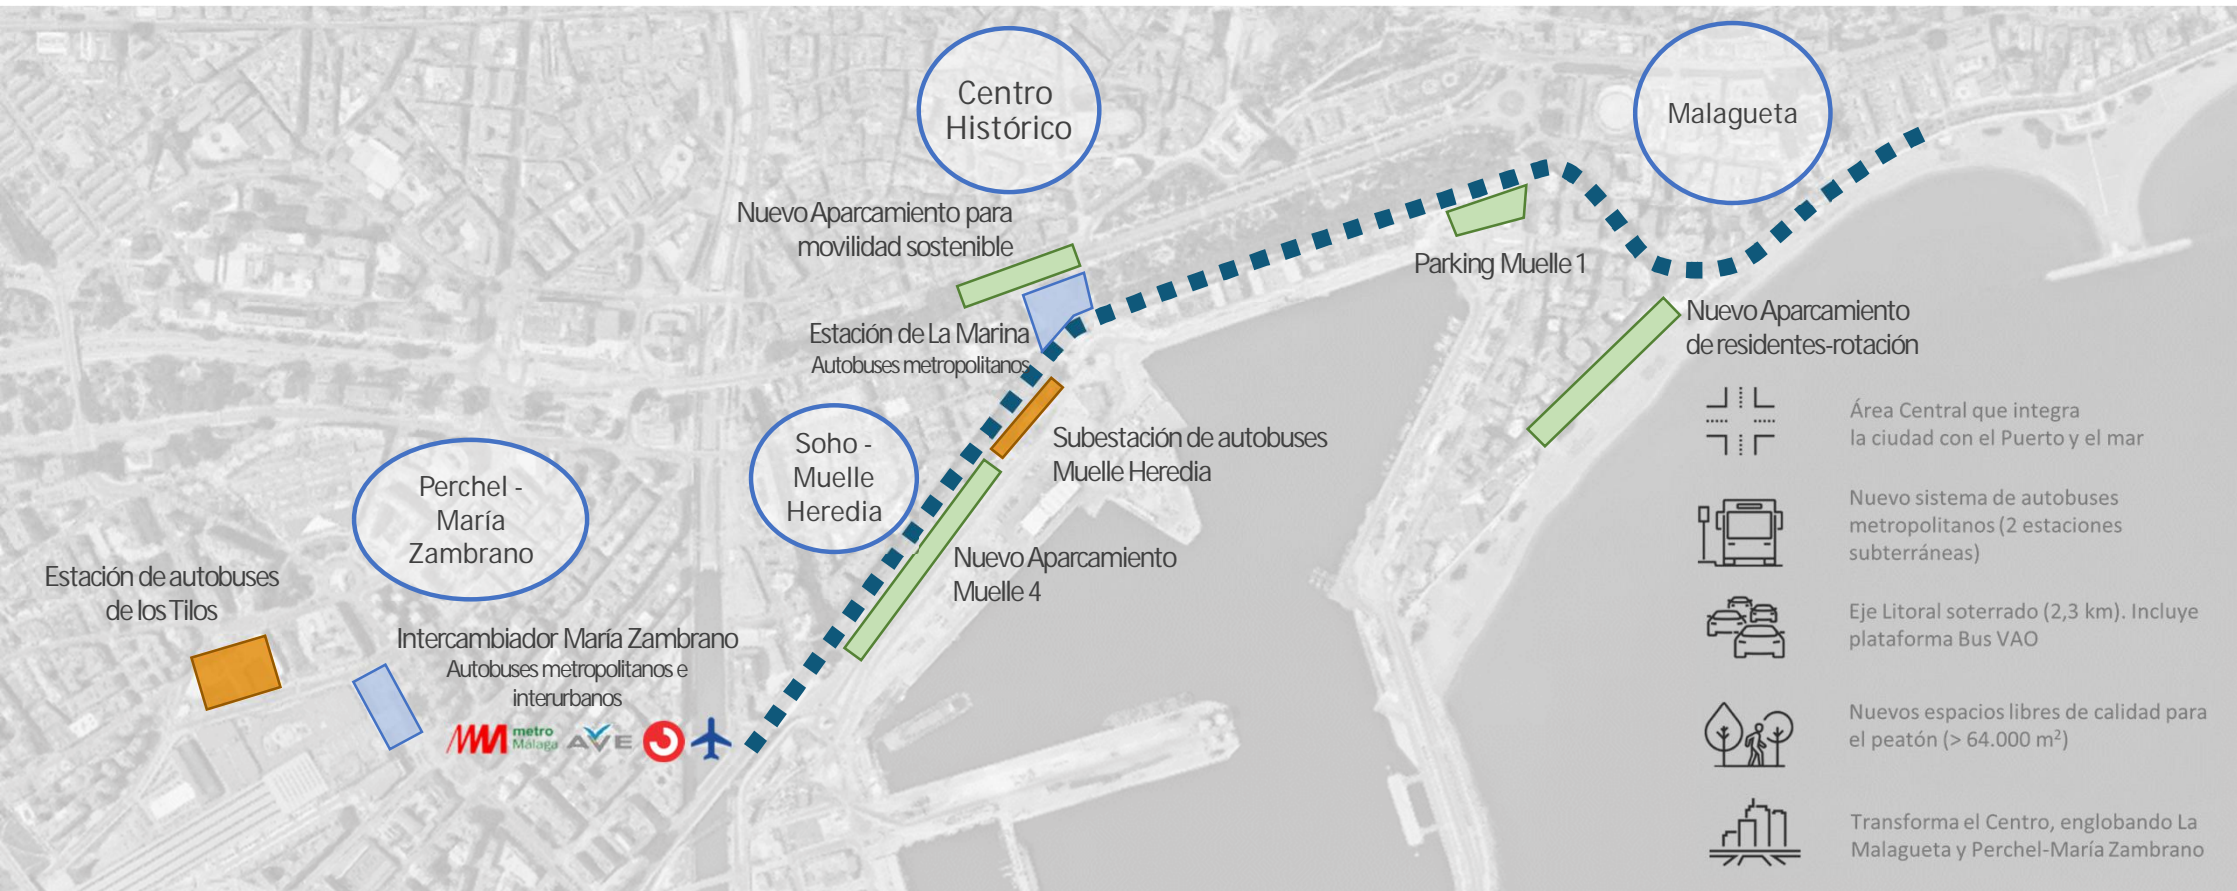 Centro
Histórico
Malagueta
Nuevo Aparcamiento para
movilidad sostenible
Parking Muelle 1
Estación de La Marina
Autobuses metropolitanos
Nuevo Aparcamiento
de residentes-rotación
Soho -
Muelle
Heredia
Subestación de autobuses
Muelle Heredia
Perchel -
María
Zambrano
Nuevo Aparcamiento
Muelle 4
Estación de autobuses
de los Tilos
Intercambiador María Zambrano
Autobuses metropolitanos e
interurbanos
metro
Málaga
AVE
Área Central que integra
la ciudad con el Puerto y el mar
Nuevo sistema de autobuses
metropolitanos (2 estaciones
subterráneas)
Eje Litoral soterrado (2,3 km). Incluye
plataforma Bus VAO
Nuevos espacios libres de calidad para
el peatón (> 64.000 m²)
Transforma el Centro, englobando La
Malagueta y Perchel-María Zambrano